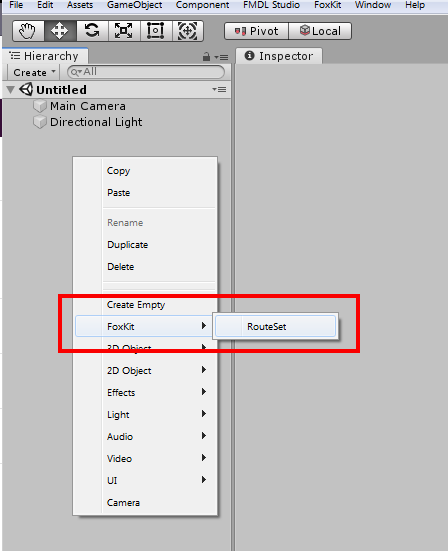 File Edit Assets GameObject Component FMDL Studio FoxKit Window Help
Pivot Local
Hierarchy Inspector
Create All
Untitled
Main Camera
Directional Light
Copy
Paste
Rename
Duplicate
Delete
Create Empty
FoxKit RouteSet
3D Object
2D Object
Effects
Light
Audio
Video
UI
Camera